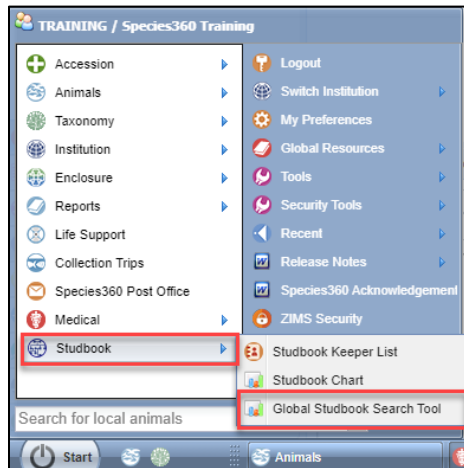 TRAINING / Species360 Training
Accession
Animals
Taxonomy
Institution
Enclosure
Reports
Life Support
Collection Trips
Species360 Post Office
Medical
Studbook
Logout
Switch Institution
My Preferences
Global Resources
Tools
Security Tools
Recent
Release Notes
Species360 Acknowledgement
ZIMS Security
Studbook Keeper List
Studbook Chart
Global Studbook Search Tool
Search for local animals
Start
Animals